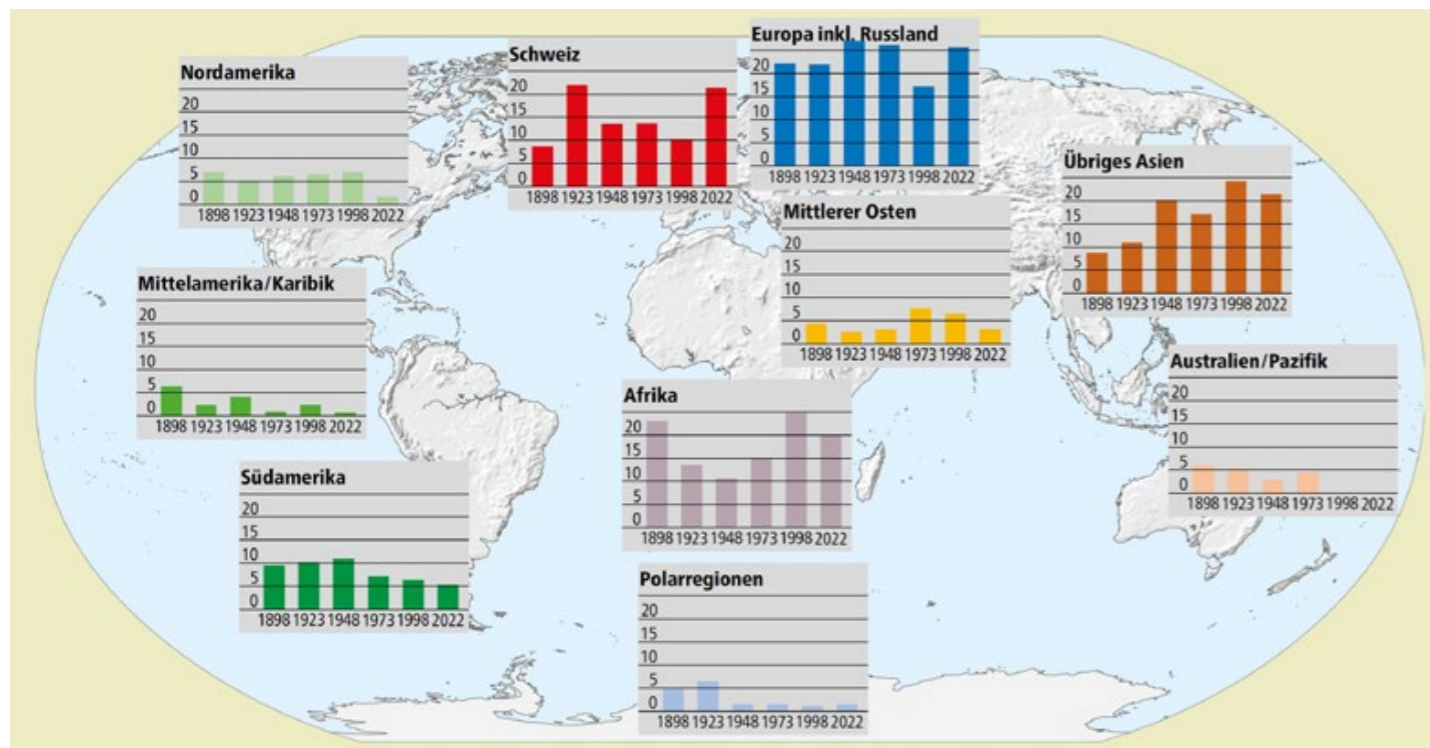 Nordamerika
20
15
10
5
0
1898 1923 1948 1973 1998 2022
Schweiz
20
15
10
5
0
1898 1923 1948 1973 1998 2022
Europa inkl. Russland
20
15
10
5
0
1898 1923 1948 1973 1998 2022
Übriges Asien
20
15
10
5
0
1898 1923 1948 1973 1998 2022
Mittlerer Osten
20
15
10
5
0
1898 1923 1948 1973 1998 2022
Mittelamerika/Karibik
20
15
10
5
0
1898 1923 1948 1973 1998 2022
Australien/Pazifik
20
15
10
5
0
1898 1923 1948 1973 1998 2022
Afrika
20
15
10
5
0
1898 1923 1948 1973 1998 2022
Südamerika
20
15
10
5
0
1898 1923 1948 1973 1998 2022
Polarregionen
20
15
10
5
0
1898 1923 1948 1973 1998 2022